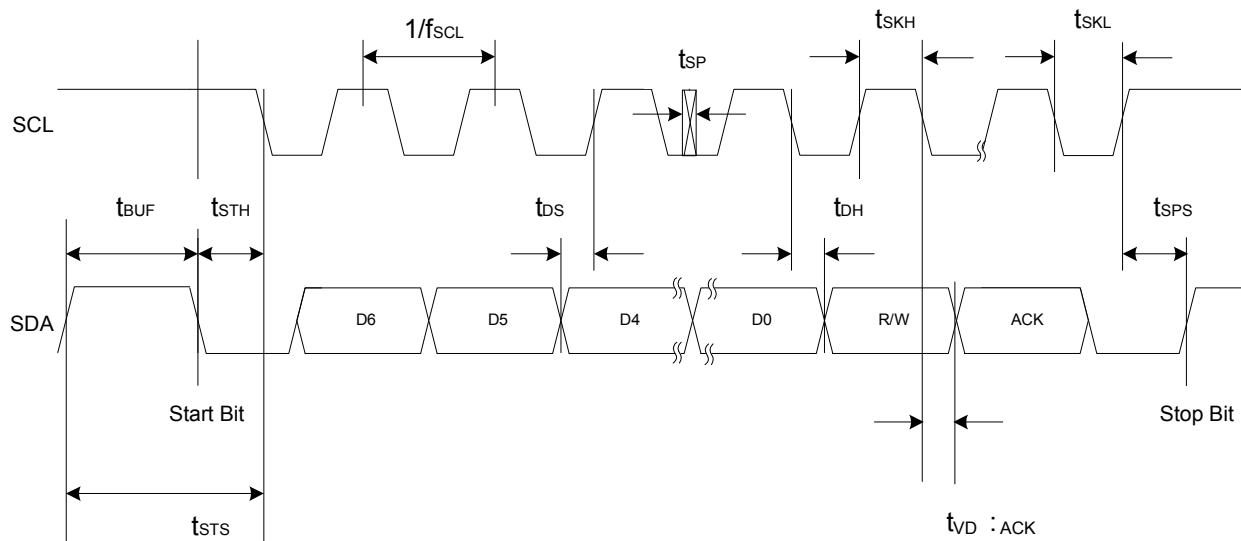 1/fSCL
tSKH
tSKL
tSP
SCL
tBUF
tSTH
tDS
tDH
tSPS
SDA
D6
D5
D4
D0
R/W
ACK
Start Bit
Stop Bit
tSTS
tVD : ACK